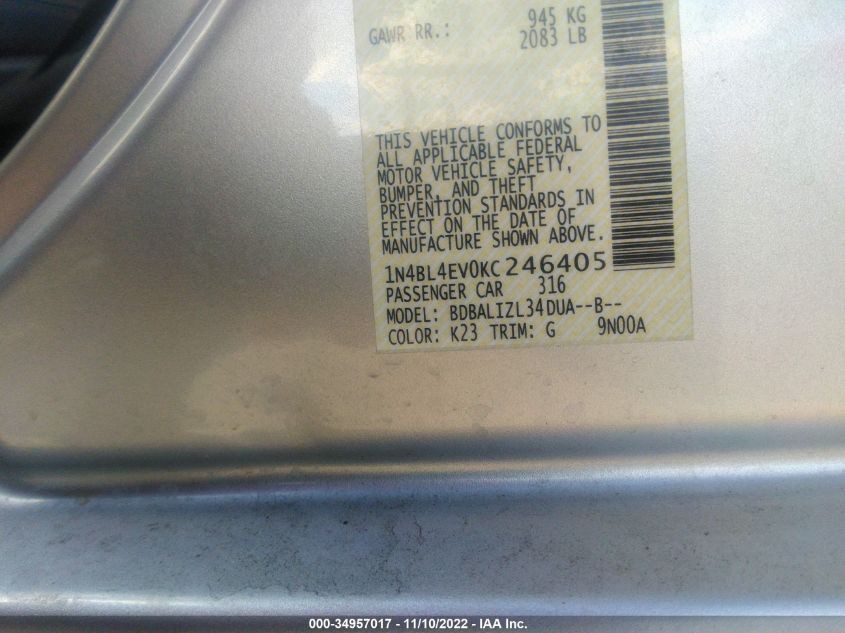 GAWR RR.: 945 KG
2083 LB
THIS VEHICLE CONFORMS TO
ALL APPLICABLE FEDERAL
MOTOR VEHICLE SAFETY,
BUMPER, AND THEFT
PREVENTION STANDARDS IN
EFFECT ON THE DATE OF
MANUFACTURE SHOWN ABOVE.
1N4BL4EV0KC246405
PASSENGER CAR 316
MODEL: BDBALIZL34DUA--B--
COLOR: K23 TRIM: G 9N00A
000-34957017 - 11/10/2022 - IAA Inc.